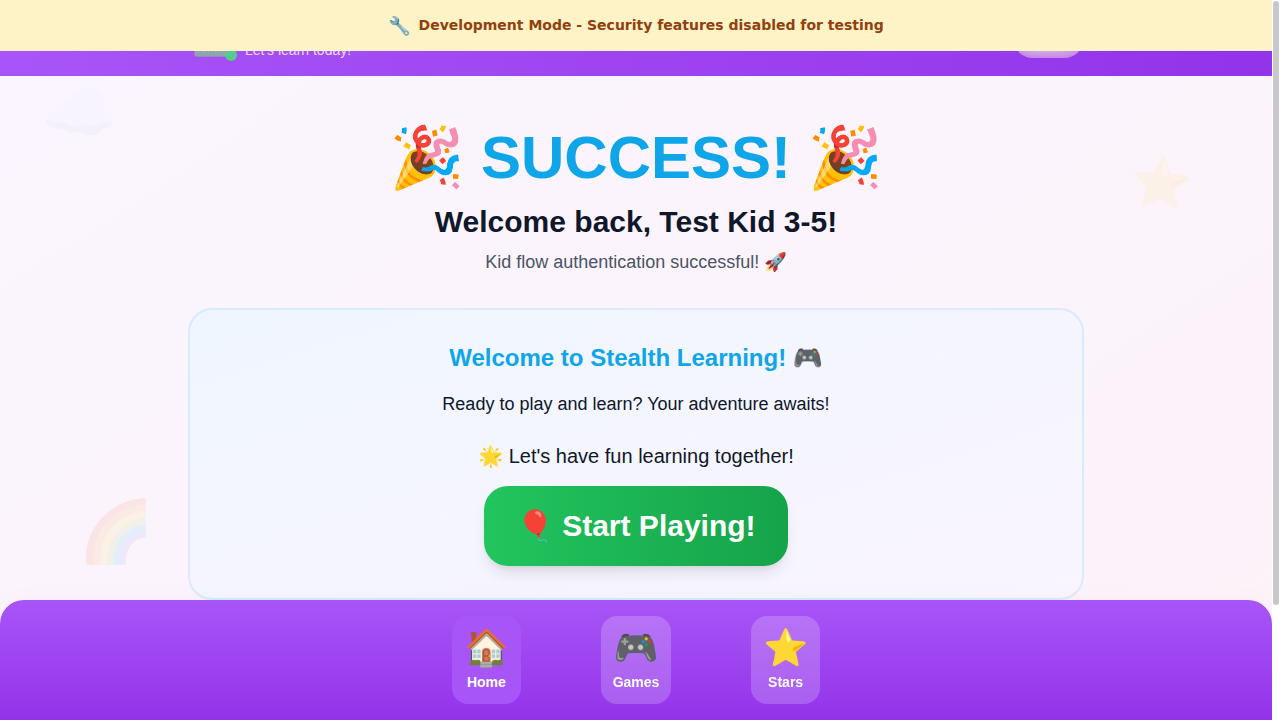 Development Mode - Security features disabled for testing
Let's learn today!
SUCCESS!
Welcome back, Test Kid 3-5!
Kid flow authentication successful!
Welcome to Stealth Learning!
Ready to play and learn? Your adventure awaits!
Let's have fun learning together!
Start Playing!
Home
Games
Stars